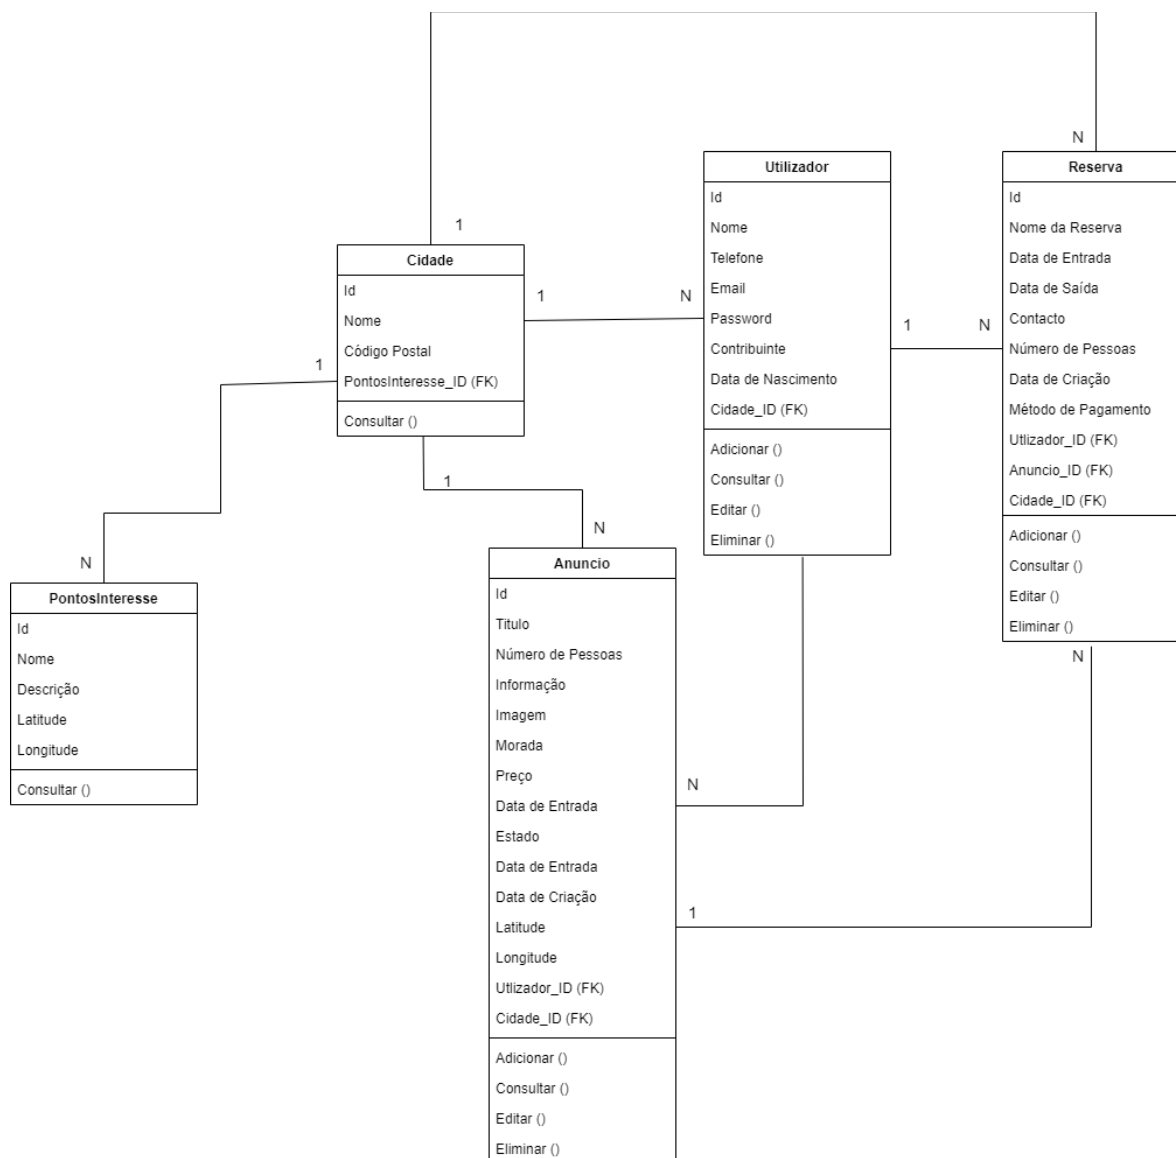 N
1
Cidade
Id
Nome
Código Postal
PontosInteresse_ID (FK)
Consultar ()
1
N
1
1
N
Utilizador
Id
Nome
Telefone
Email
Password
Contribuinte
Data de Nascimento
Cidade_ID (FK)
Adicionar ()
Consultar ()
Editar ()
Eliminar ()
1
N
Reserva
Id
Nome da Reserva
Data de Entrada
Data de Saída
Contacto
Número de Pessoas
Data de Criação
Método de Pagamento
Utlizador_ID (FK)
Anuncio_ID (FK)
Cidade_ID (FK)
Adicionar ()
Consultar ()
Editar ()
Eliminar ()
N
N
PontosInteresse
Id
Nome
Descrição
Latitude
Longitude
Consultar ()
Anuncio
Id
Titulo
Número de Pessoas
Informação
Imagem
Morada
Preço
Data de Entrada
Estado
Data de Entrada
Data de Criação
Latitude
Longitude
Utlizador_ID (FK)
Cidade_ID (FK)
Adicionar ()
Consultar ()
Editar ()
Eliminar ()
N
1